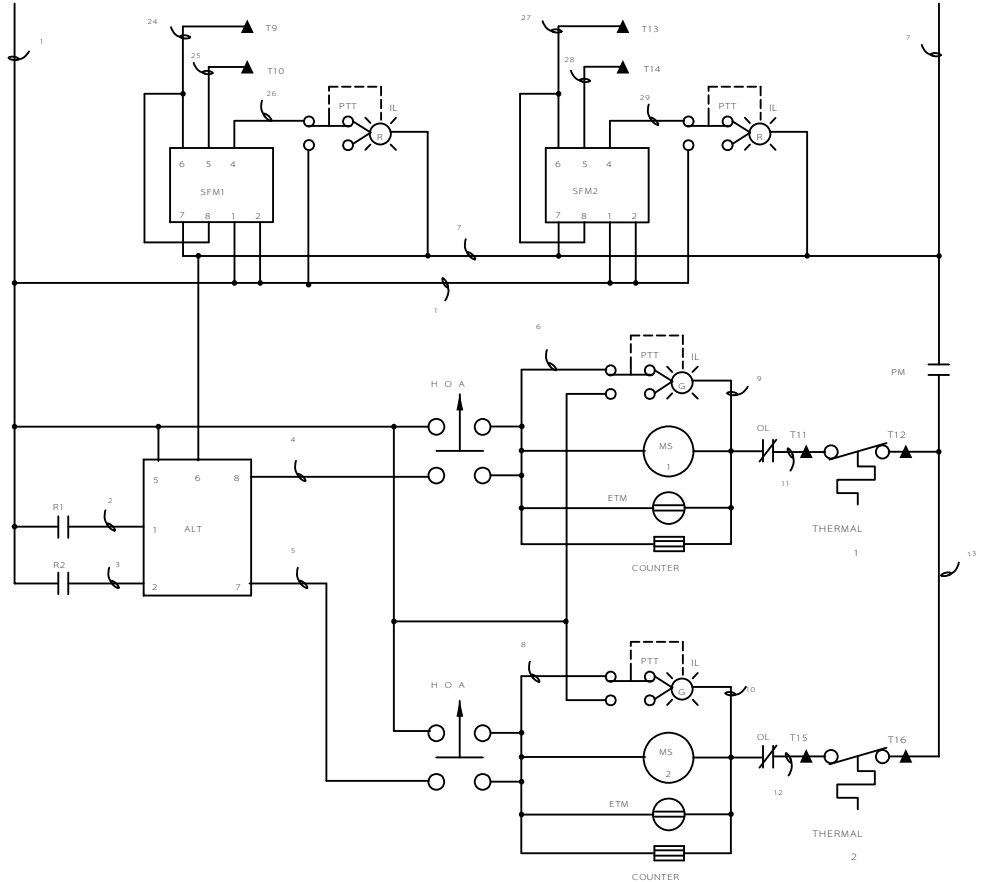 24 T9 27 T13
1 7
25 T10 28 T14
26 PTT IL 29 PTT IL
R R
6 5 4 6 5 4
SFM1 SFM2
7 8 1 2 7 8 1 2
7
1
6 PTT IL
H O A G 9 PM
4 MS OL T11 T12
1
5 6 8 11
2 ETM
R1 1 ALT THERMAL
1
5 13
R2 3 COUNTER
2 7
8 PTT IL
H O A G 10
MS OL T15 T16
2
12
ETM
THERMAL
2
COUNTER